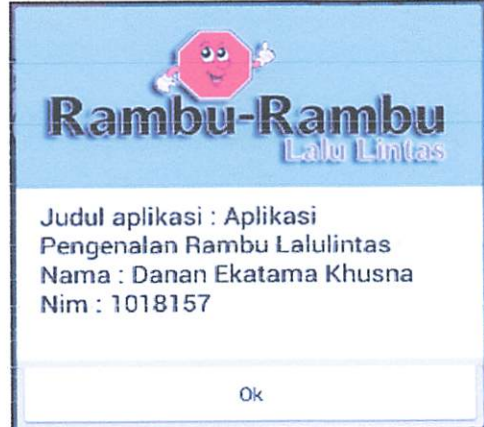 Rambu-Rambu
Lalu Lintas
Judul aplikasi : Aplikasi
Pengenalan Rambu Lalulintas
Nama : Danan Ekatama Khusna
Nim : 1018157
Ok